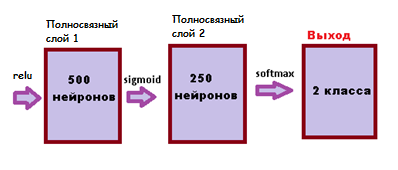 Полносвязный
слой 1
Полносвязный
слой 2
Выход
relu
500
нейронов
sigmoid
250
нейронов
softmax
2 класса